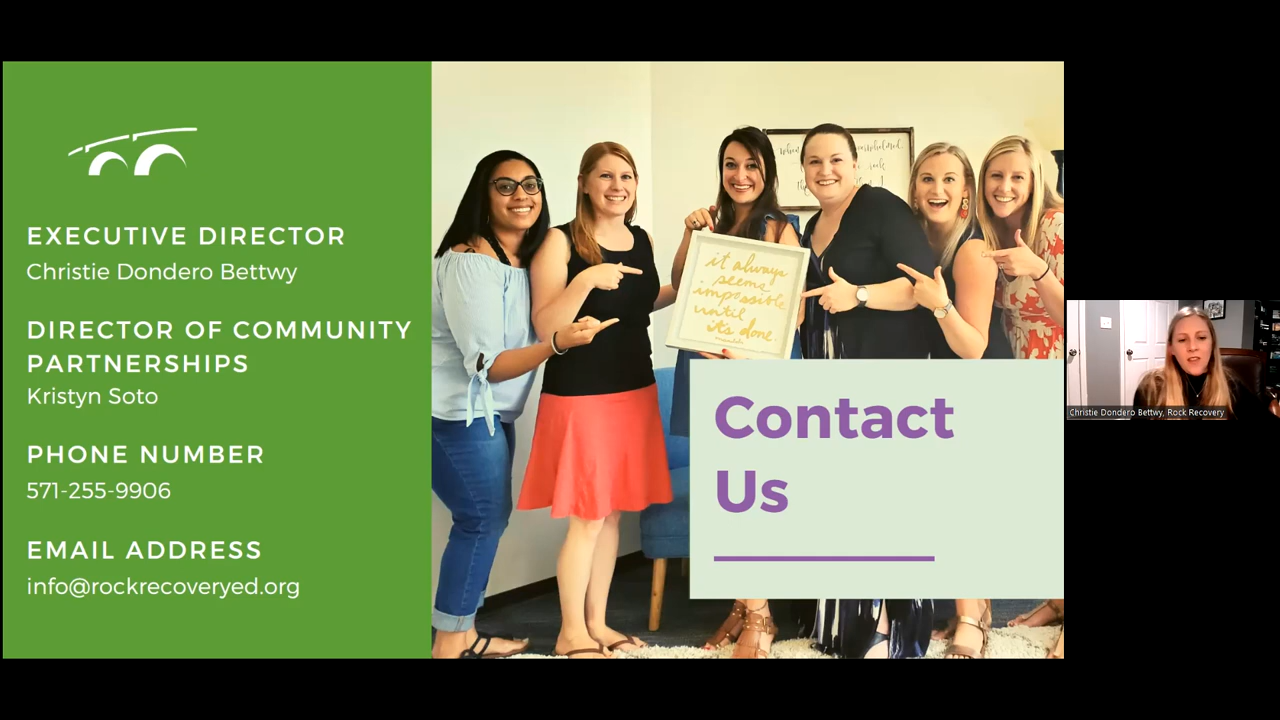 EXECUTIVE DIRECTOR
Christie Dondero Bettwy
DIRECTOR OF COMMUNITY
PARTNERSHIPS
Kristyn Soto
PHONE NUMBER
571-255-9906
EMAIL ADDRESS
info@rockrecoveryed.org
it always
seems
impossible
until
it's done.
Contact
Us
Christie Dondero Bettwy, Rock Recovery